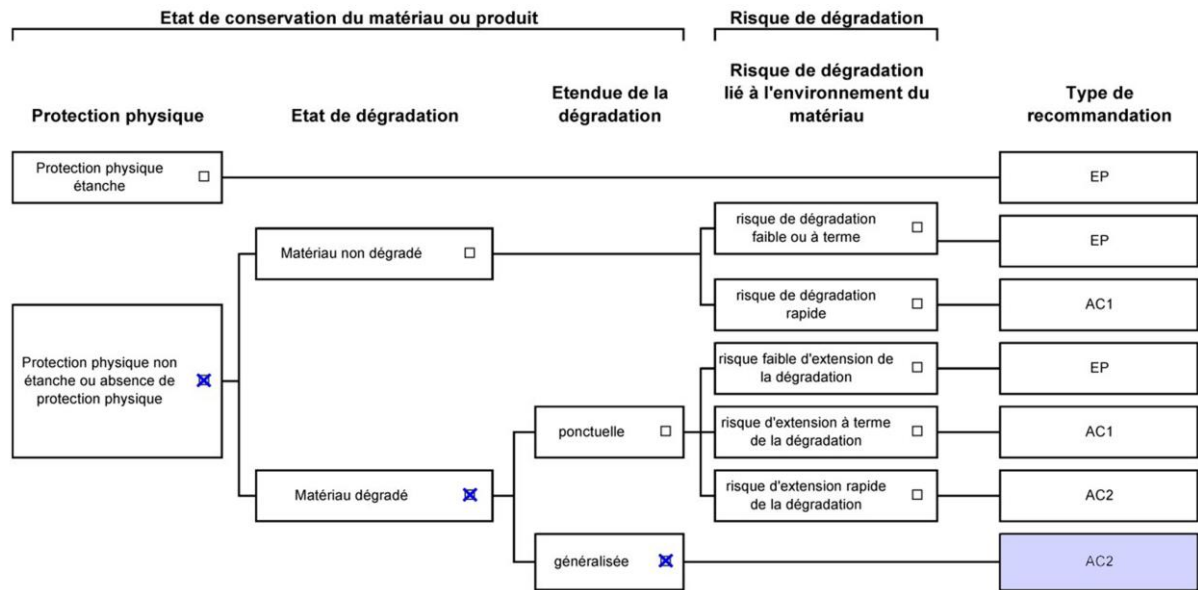 Etat de conservation du matériau ou produit
Risque de dégradation
Protection physique
Etat de dégradation
Etendue de la
dégradation
Risque de dégradation
lié à l'environnement du
matériau
Type de
recommandation
Protection physique
étanche
EP
Matériau non dégradé
risque de dégradation
faible ou à terme
EP
risque de dégradation
rapide
AC1
Protection physique non
étanche ou absence de
protection physique
Matériau dégradé
ponctuelle
risque faible d'extension de
la dégradation
EP
risque d'extension à terme
de la dégradation
AC1
risque d'extension rapide
de la dégradation
AC2
généralisée
AC2